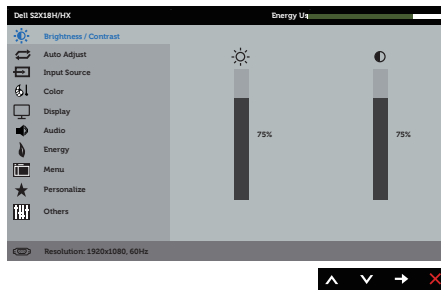 Dell S2X18H/HX
Energy Us
Brightness / Contrast
Auto Adjust
Input Source
Color
Display
Audio
Energy
Menu
Personalize
Others
75%
75%
Resolution: 1920x1080, 60Hz